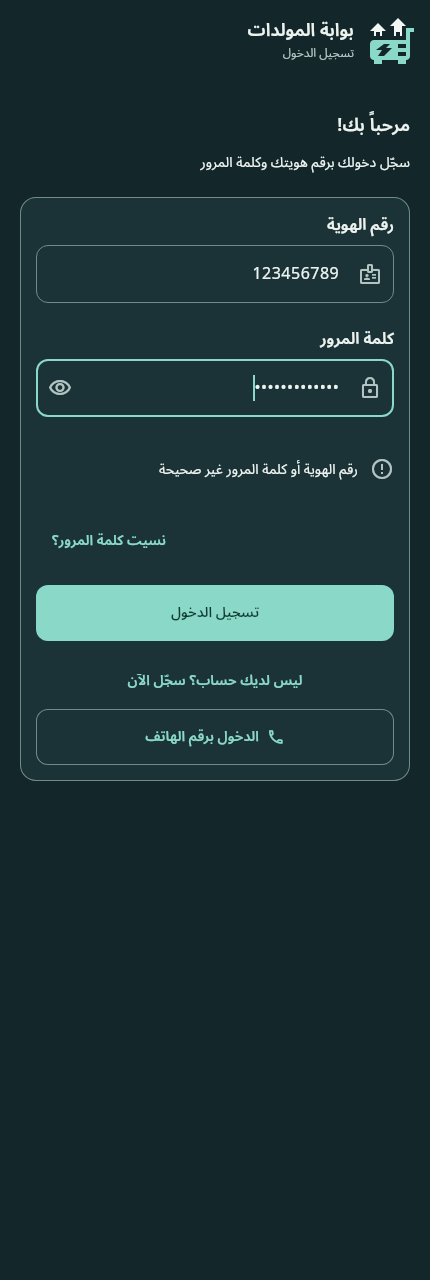 بوابة المولدات
تسجيل الدخول
مرحباً بك!
سجّل دخولك برقم هويتك وكلمة المرور
رقم الهوية
123456789
كلمة المرور
•••••••••••••
رقم الهوية أو كلمة المرور غير صحيحة
نسيت كلمة المرور؟
تسجيل الدخول
ليس لديك حساب؟ سجّل الآن
الدخول برقم الهاتف